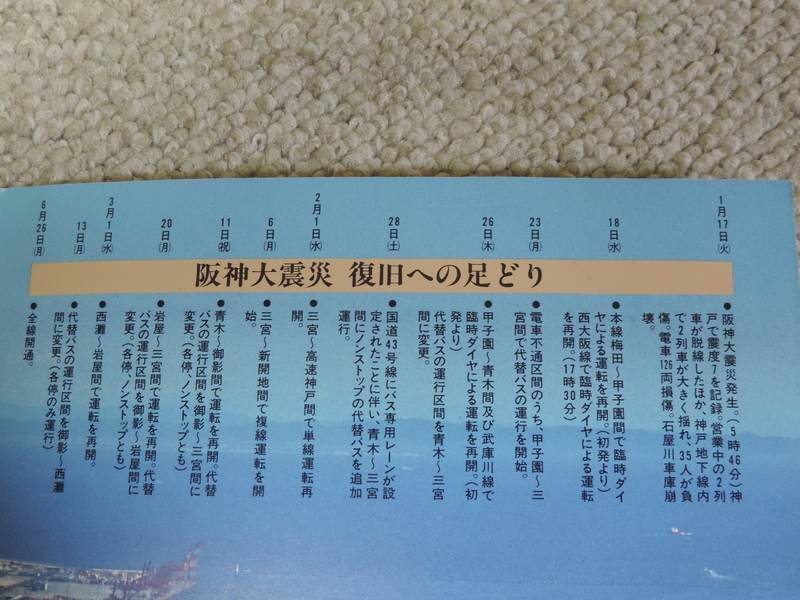 阪神大震災 復旧への足どり
1月17日(火)
●阪神大震災発生。(5時46分)神
戸で震度7を記録。営業中の2列
車が脱線したほか、神戸地下線内
で2列車が大きく揺れ、35人が負
傷。電車126両損傷。石屋川車庫崩
壊。
18日(水)
●本線梅田～甲子園間で臨時ダイ
ヤによる運転を再開。(初発より)
西大阪線で臨時ダイヤによる運転
を再開。(17時30分)
23日(月)
●電車不通区間のうち、甲子園～三
宮間で代替バスの運行を開始。
26日(木)
●甲子園～青木間及び武庫川線で
臨時ダイヤによる運転を再開。(初
発より)
代替バスの運行区間を青木～三宮
間に変更。
28日(土)
●国道43号線にバス専用レーンが設
定されたことに伴い、青木～三宮
間にノンストップの代替バスを追加
運行。
2月1日(水)
●三宮～高速神戸間で単線運転再
開。
6日(月)
●三宮～新開地間で複線運転を開
始。
11日(祝)
●青木～御影間で運転を再開。代替
バスの運行区間を御影～三宮間に
変更。(各停、ノンストップとも)
20日(月)
●岩屋～三宮間で運転を再開。代替
バスの運行区間を御影～岩屋間に
変更。(各停、ノンストップとも)
3月1日(水)
●西灘～岩屋間で運転を再開。
13日(月)
●代替バスの運行区間を御影～西灘
間に変更。(各停のみ運行)
6月26日(月)
●全線開通。